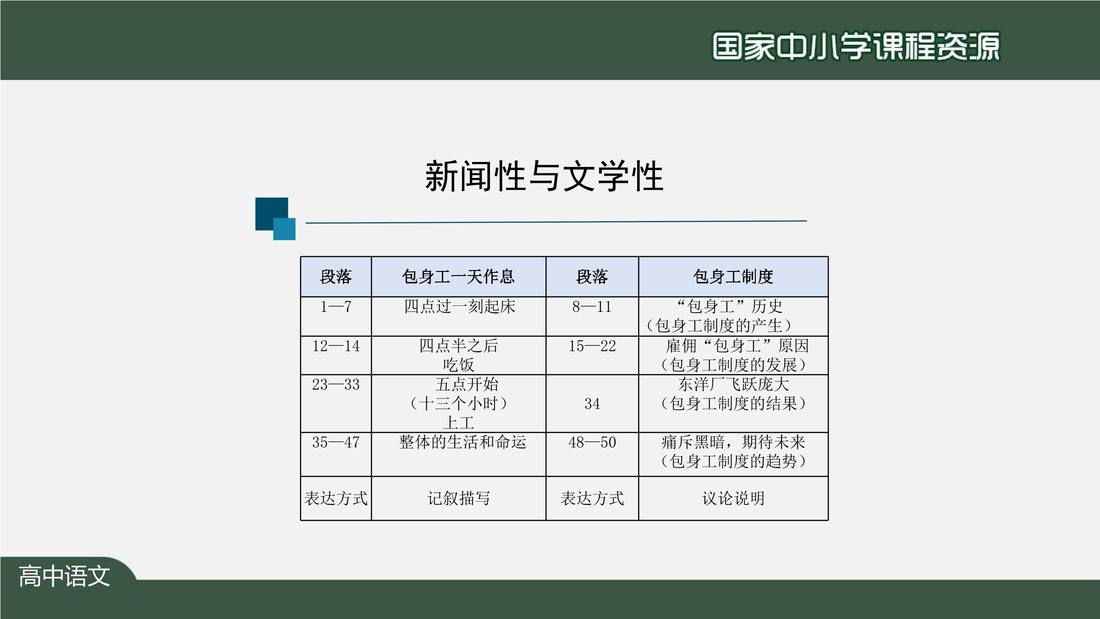 国家中小学课程资源
新闻性与文学性
段落 包身工一天作息 段落 包身工制度
1—7 四点过一刻起床 8—11 “包身工”历史
（包身工制度的产生）
12—14 四点半之后 15—22 雇佣“包身工”原因
吃饭 （包身工制度的发展）
23—33 五点开始 东洋厂飞跃庞大
（十三个小时） 34 （包身工制度的结果）
上工
35—47 整体的生活和命运 48—50 痛斥黑暗，期待未来
（包身工制度的趋势）
表达方式 记叙描写 表达方式 议论说明
高中语文